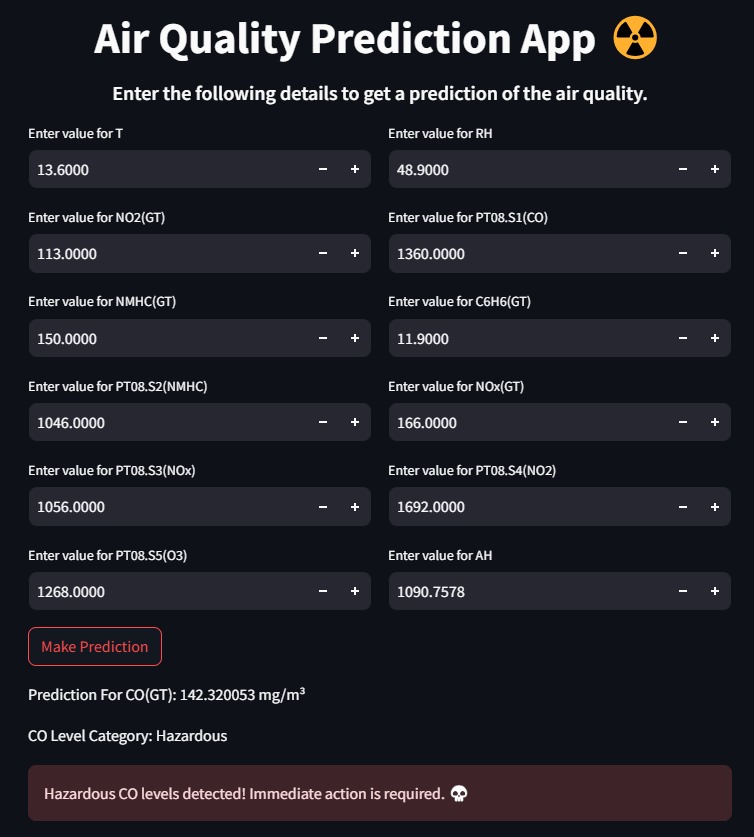 Air Quality Prediction App ☢️
Enter the following details to get a prediction of the air quality.
Enter value for T
13.6000
Enter value for RH
48.9000
Enter value for NO2(GT)
113.0000
Enter value for PT08.S1(CO)
1360.0000
Enter value for NMHC(GT)
150.0000
Enter value for C6H6(GT)
11.9000
Enter value for PT08.S2(NMHC)
1046.0000
Enter value for NOx(GT)
166.0000
Enter value for PT08.S3(NOx)
1056.0000
Enter value for PT08.S4(NO2)
1692.0000
Enter value for PT08.S5(O3)
1268.0000
Enter value for AH
1090.7578
Make Prediction
Prediction For CO(GT): 142.320053 mg/m³
CO Level Category: Hazardous
Hazardous CO levels detected! Immediate action is required. 💀